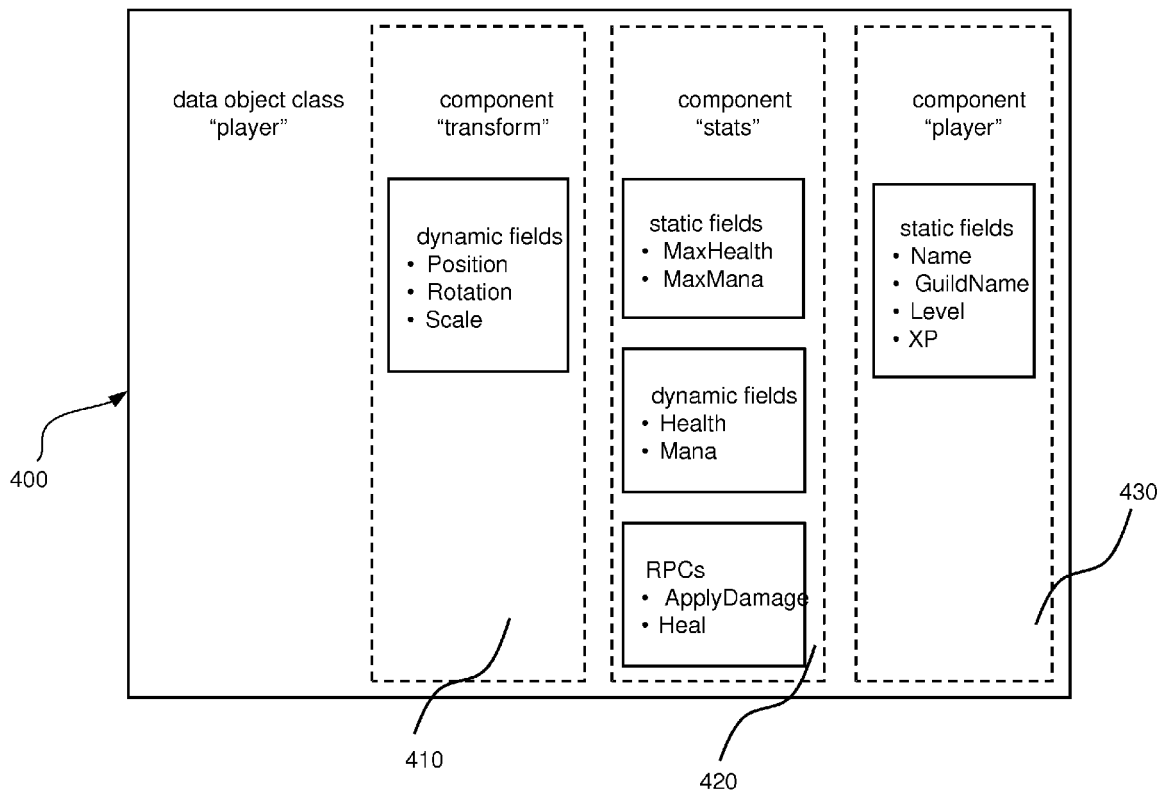 data object class
“player”
component
“transform”
dynamic fields
• Position
• Rotation
• Scale
component
“stats”
static fields
• MaxHealth
• MaxMana
dynamic fields
• Health
• Mana
RPCs
• ApplyDamage
• Heal
component
“player”
static fields
• Name
• GuildName
• Level
• XP
400
410
420
430